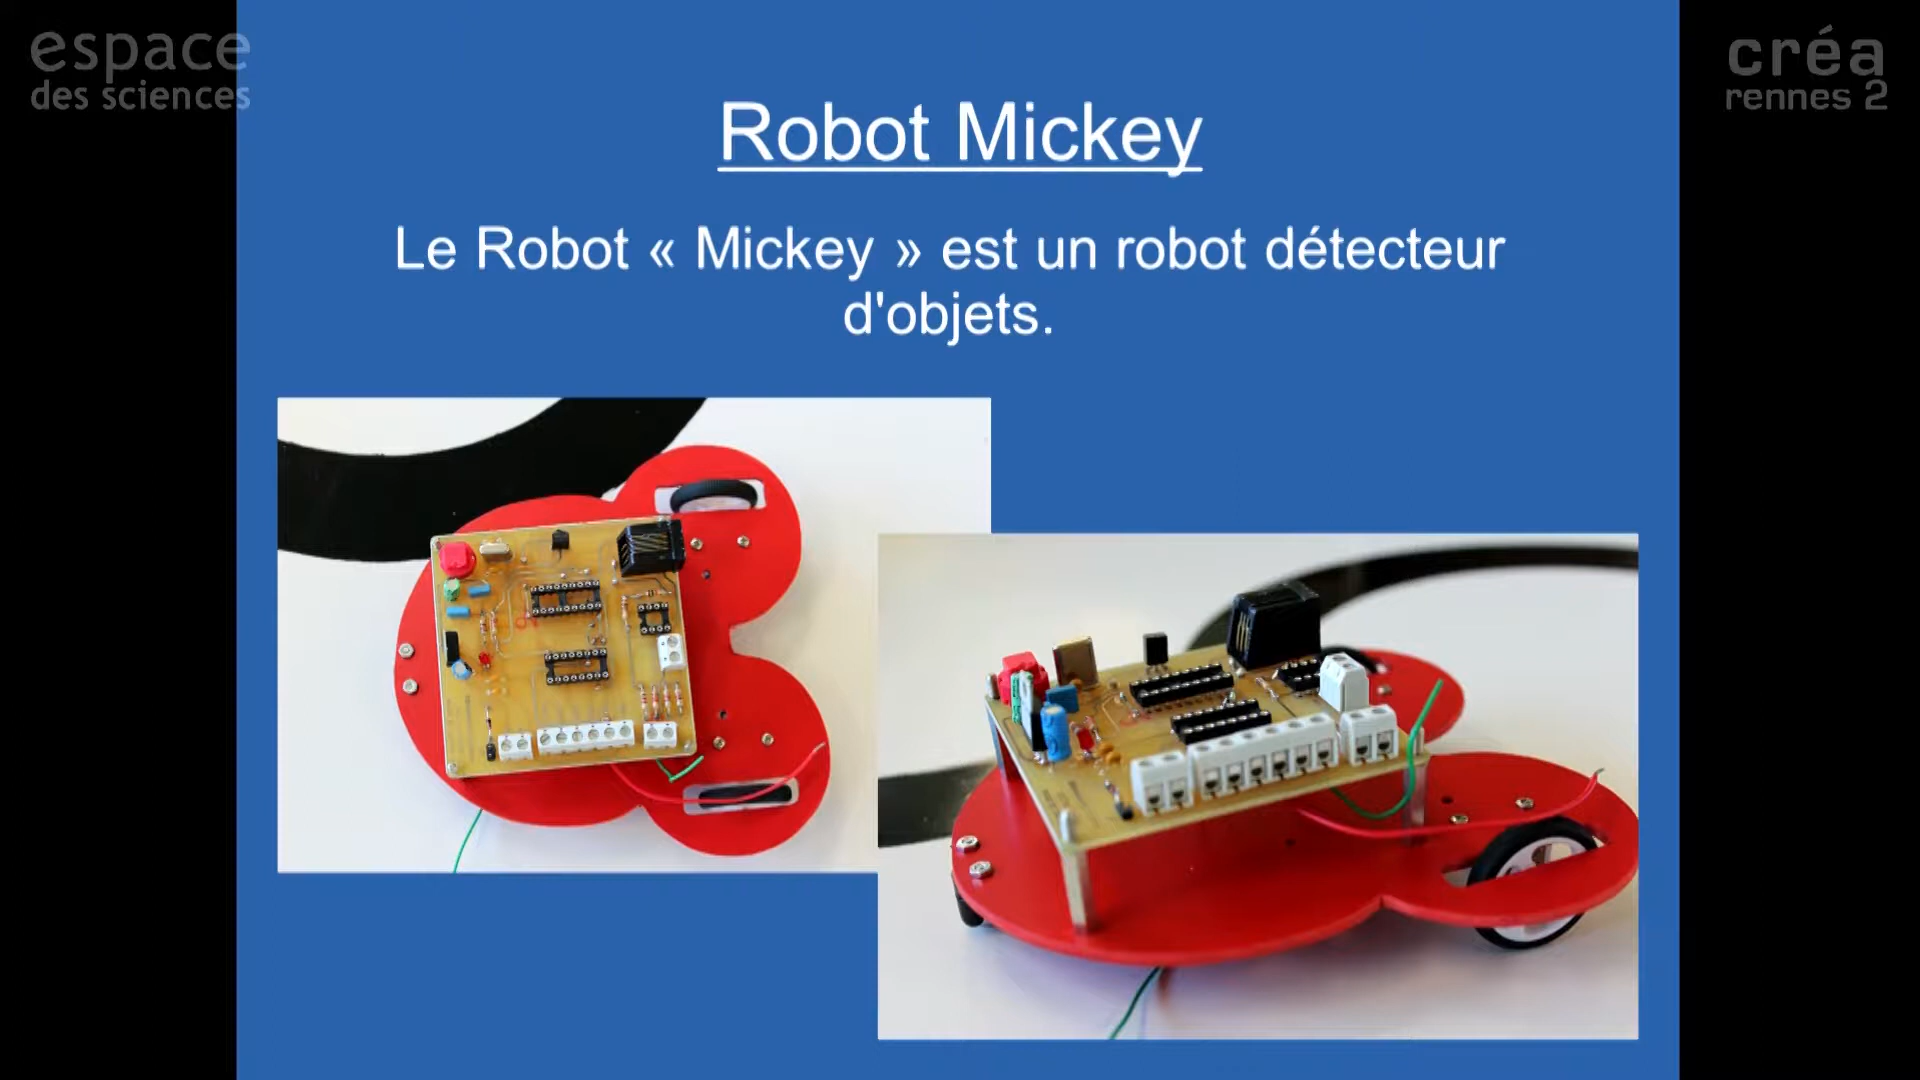 espace
des sciences
créa
rennes 2
Robot Mickey
Le Robot « Mickey » est un robot détecteur
d'objets.